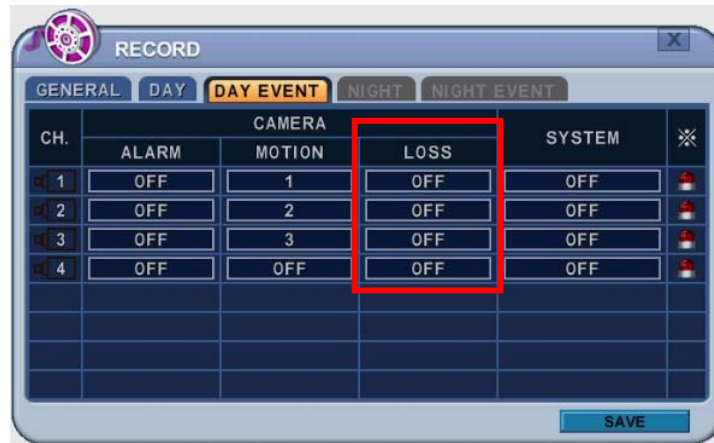 RECORD X
GENERAL DAY DAY EVENT NIGHT NIGHT EVENT
CH. CAMERA SYSTEM ※
ALARM MOTION LOSS
1 OFF 1 OFF OFF
2 OFF 2 OFF OFF
3 OFF 3 OFF OFF
4 OFF OFF OFF OFF
SAVE